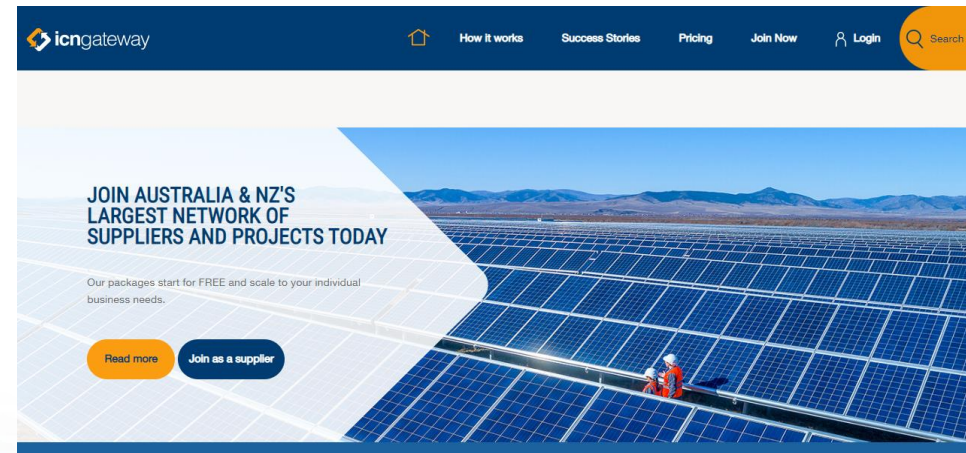 icngateway
How it works Success Stories Pricing Join Now Login Search
JOIN AUSTRALIA & NZ'S
LARGEST NETWORK OF
SUPPLIERS AND PROJECTS TODAY
Our packages start for FREE and scale to your individual
business needs.
Read more Join as a supplier